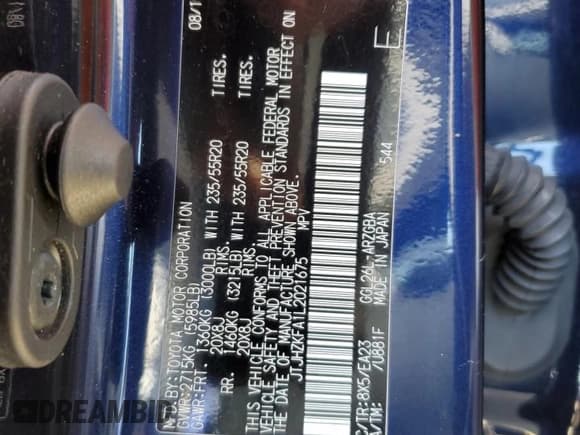 MFD.BY:TOYOTA MOTOR CORPORATION 08/1
GVWR:2715KG (5985LB)
GAWR:FRT. 1360KG (3000LB) WITH 235/55R20 TIRES,
20X8J RIMS,
RR. 1460KG (3215LB) WITH 235/55R20 TIRES,
20X8J RIMS,
THIS VEHICLE CONFORMS TO ALL APPLICABLE FEDERAL MOTOR
VEHICLE SAFETY AND THEFT PREVENTION STANDARDS IN EFFECT ON
THE DATE OF MANUFACTURE SHOWN ABOVE.
JTJHZKFA1L2021675 MPV
E
C/TR:8X5/EA23 GGL26L-ARZGBA
A/TM: /U881F MADE IN JAPAN 544
DREAMBID